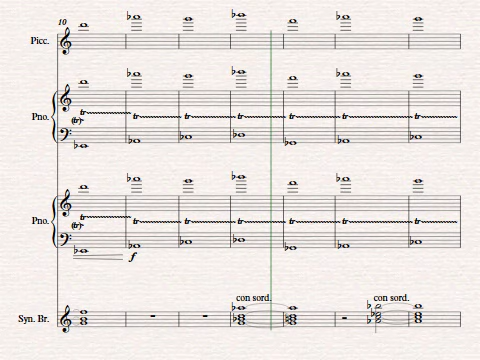 10
Picc.
Pno.
tr
(tr)
tr tr tr tr tr tr
Pno.
tr
(tr)
tr tr tr tr tr tr
f
con sord. con sord.
Syn. Br.